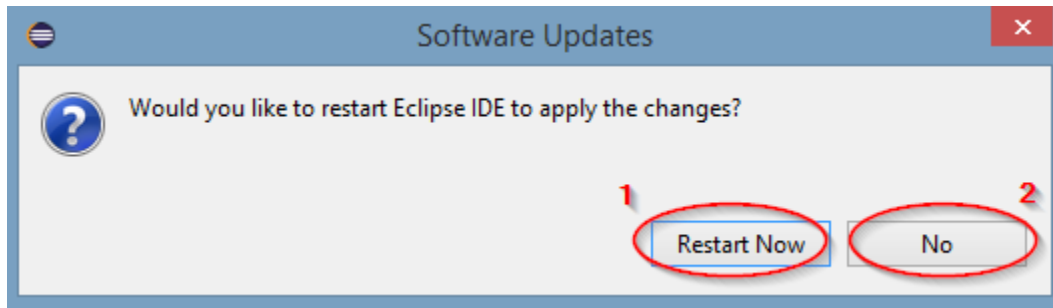 Software Updates
Would you like to restart Eclipse IDE to apply the changes?
1
2
Restart Now
No